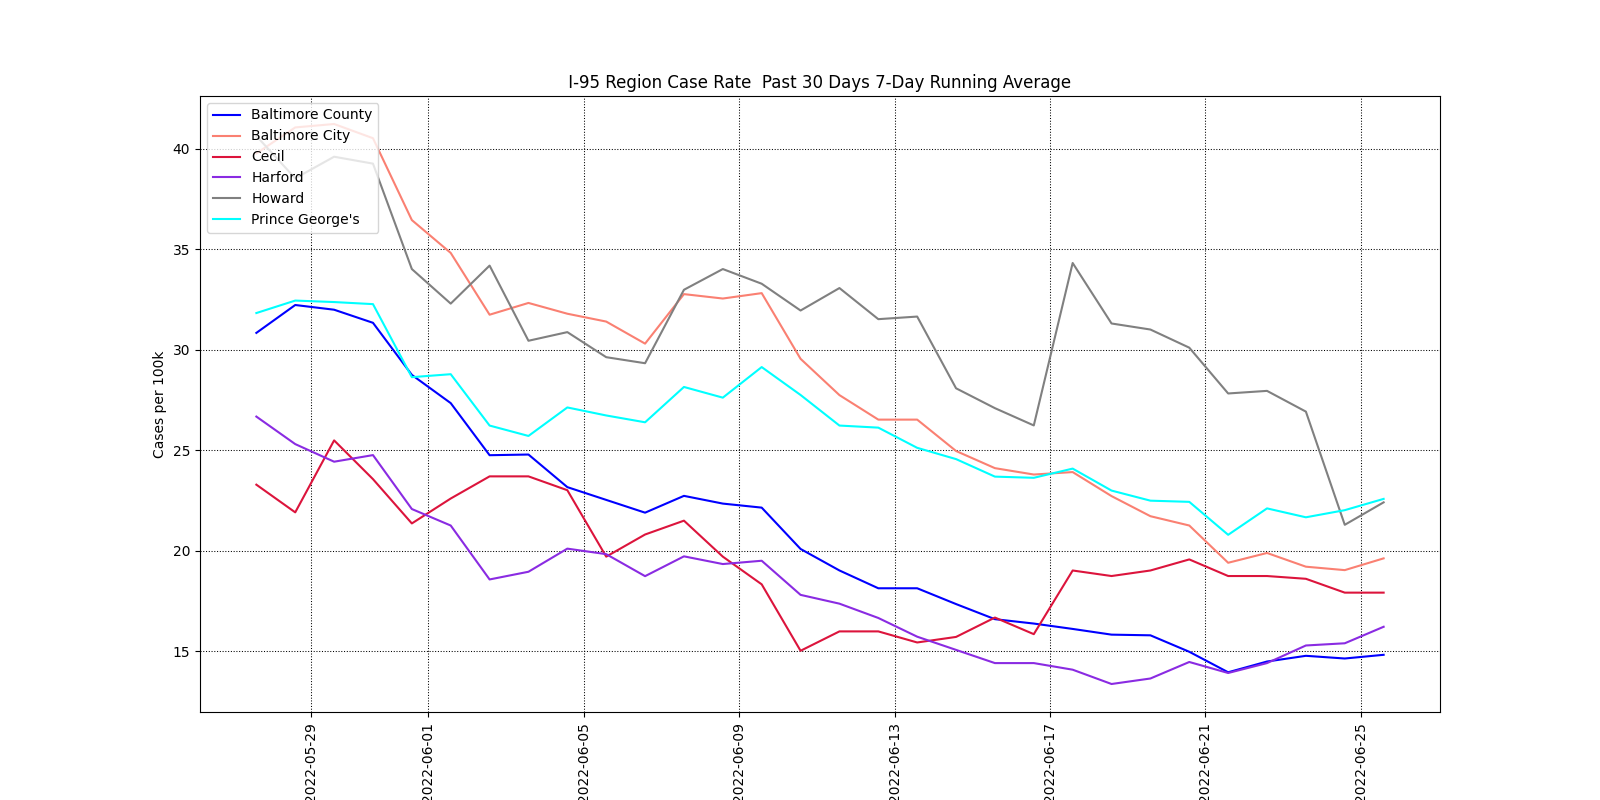 I-95 Region Case Rate  Past 30 Days 7-Day Running Average
Baltimore County
Baltimore City
Cecil
Harford
Howard
Prince George's
Cases per 100k
40
35
30
25
20
15
2022-05-29
2022-06-01
2022-06-05
2022-06-09
2022-06-13
2022-06-17
2022-06-21
2022-06-25